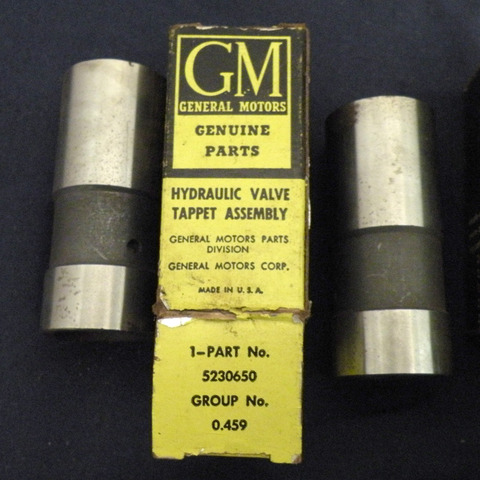 GM
GENERAL MOTORS
GENUINE
PARTS
HYDRAULIC VALVE
TAPPET ASSEMBLY
GENERAL MOTORS PARTS
DIVISION
GENERAL MOTORS CORP.
MADE IN U.S.A.
1-PART No.
5230650
GROUP No.
0.459